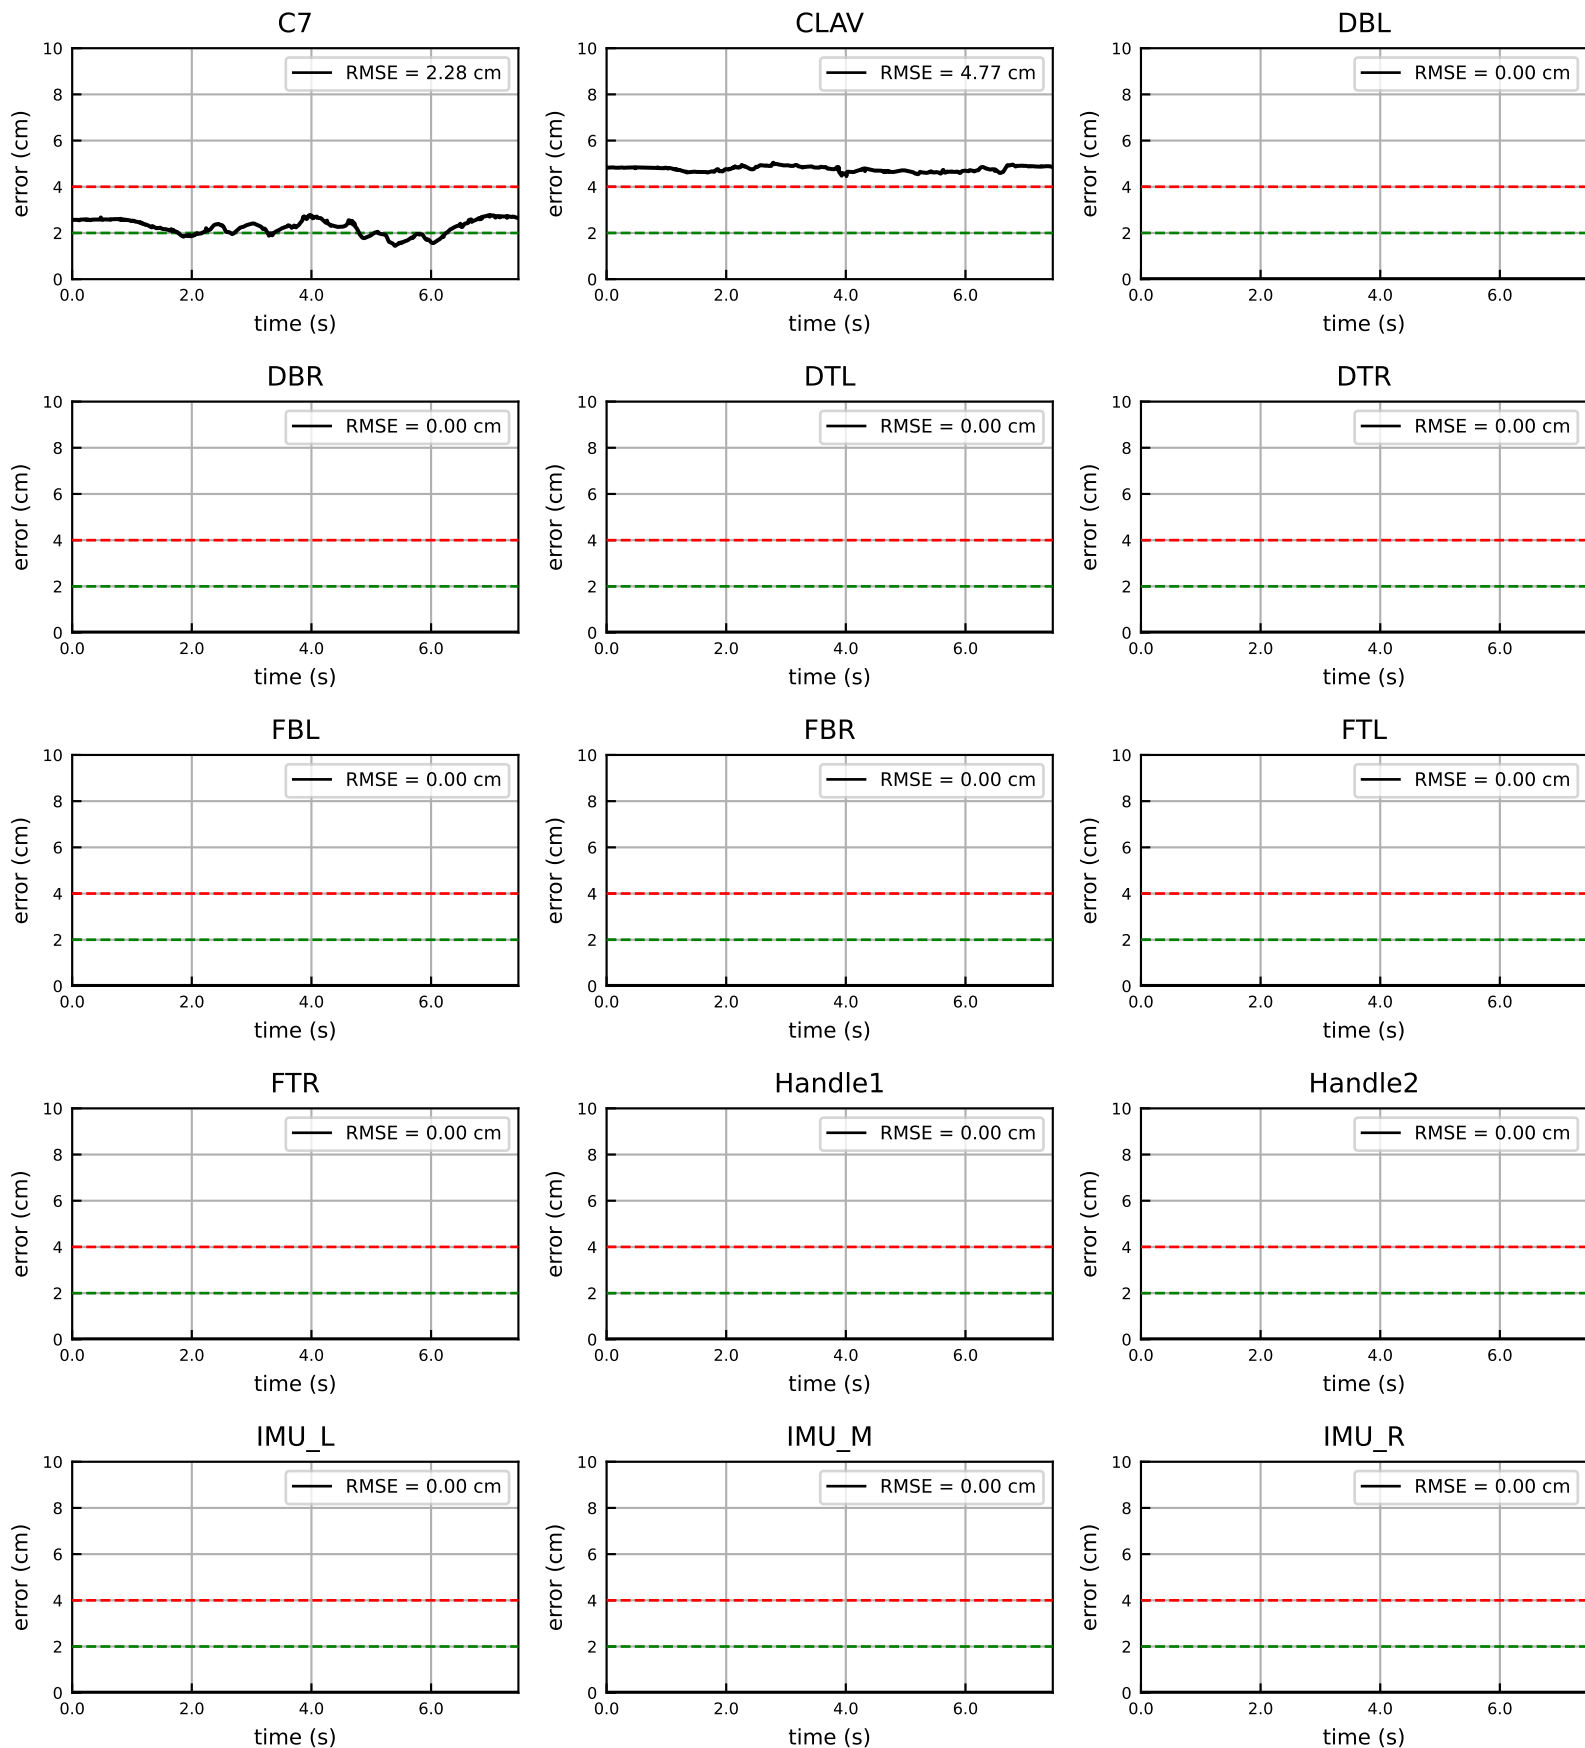 C7 CLAV DBL
10 10 10
RMSE = 2.28 cm RMSE = 4.77 cm RMSE = 0.00 cm
8 8 8
6 6 6
error (cm) error (cm) error (cm)
4 4 4
2 2 2
0 0 0
0.0 2.0 4.0 6.0 0.0 2.0 4.0 6.0 0.0 2.0 4.0 6.0
time (s) time (s) time (s)
DBR DTL DTR
10 10 10
RMSE = 0.00 cm RMSE = 0.00 cm RMSE = 0.00 cm
8 8 8
6 6 6
error (cm) error (cm) error (cm)
4 4 4
2 2 2
0 0 0
0.0 2.0 4.0 6.0 0.0 2.0 4.0 6.0 0.0 2.0 4.0 6.0
time (s) time (s) time (s)
FBL FBR FTL
10 10 10
RMSE = 0.00 cm RMSE = 0.00 cm RMSE = 0.00 cm
8 8 8
6 6 6
error (cm) error (cm) error (cm)
4 4 4
2 2 2
0 0 0
0.0 2.0 4.0 6.0 0.0 2.0 4.0 6.0 0.0 2.0 4.0 6.0
time (s) time (s) time (s)
FTR Handle1 Handle2
10 10 10
RMSE = 0.00 cm RMSE = 0.00 cm RMSE = 0.00 cm
8 8 8
6 6 6
error (cm) error (cm) error (cm)
4 4 4
2 2 2
0 0 0
0.0 2.0 4.0 6.0 0.0 2.0 4.0 6.0 0.0 2.0 4.0 6.0
time (s) time (s) time (s)
IMU_L IMU_M IMU_R
10 10 10
RMSE = 0.00 cm RMSE = 0.00 cm RMSE = 0.00 cm
8 8 8
6 6 6
error (cm) error (cm) error (cm)
4 4 4
2 2 2
0 0 0
0.0 2.0 4.0 6.0 0.0 2.0 4.0 6.0 0.0 2.0 4.0 6.0
time (s) time (s) time (s)